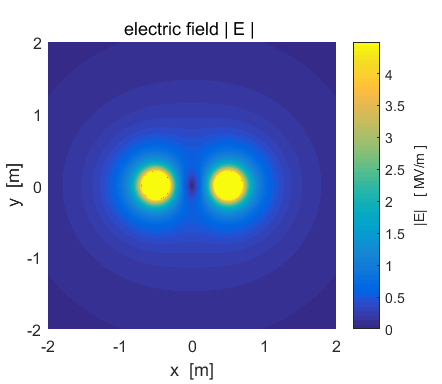 electric field | E |
2
1
0
-1
-2
y [m]
-2 -1 0 1 2
x [m]
4
3.5
3
2.5
2
1.5
1
0.5
0
|E| [ MV/m ]